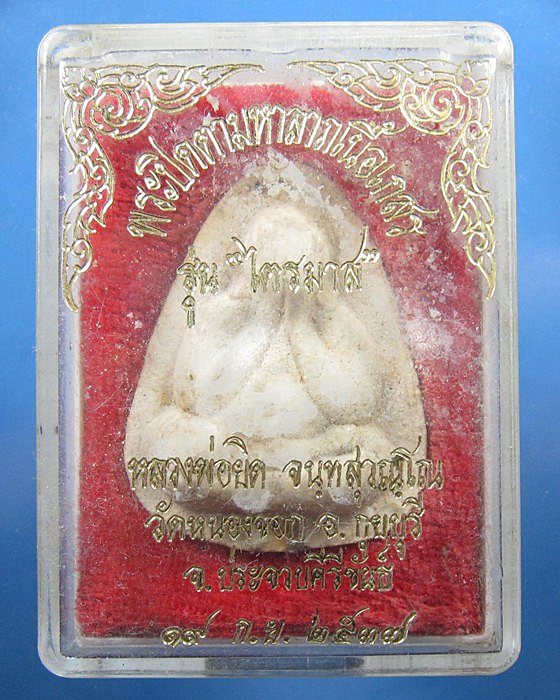 พระปิดตามหาลาภเนื้อเกสร
รุ่น "ไตรมาส"
หลวงพ่อยิด จนฺทสุวณฺโณ
วัดหนองจอก อ.กุยบุรี
จ.ประจวบคีรีขันธ์
๑๙ ก.ย. ๒๕๓๗